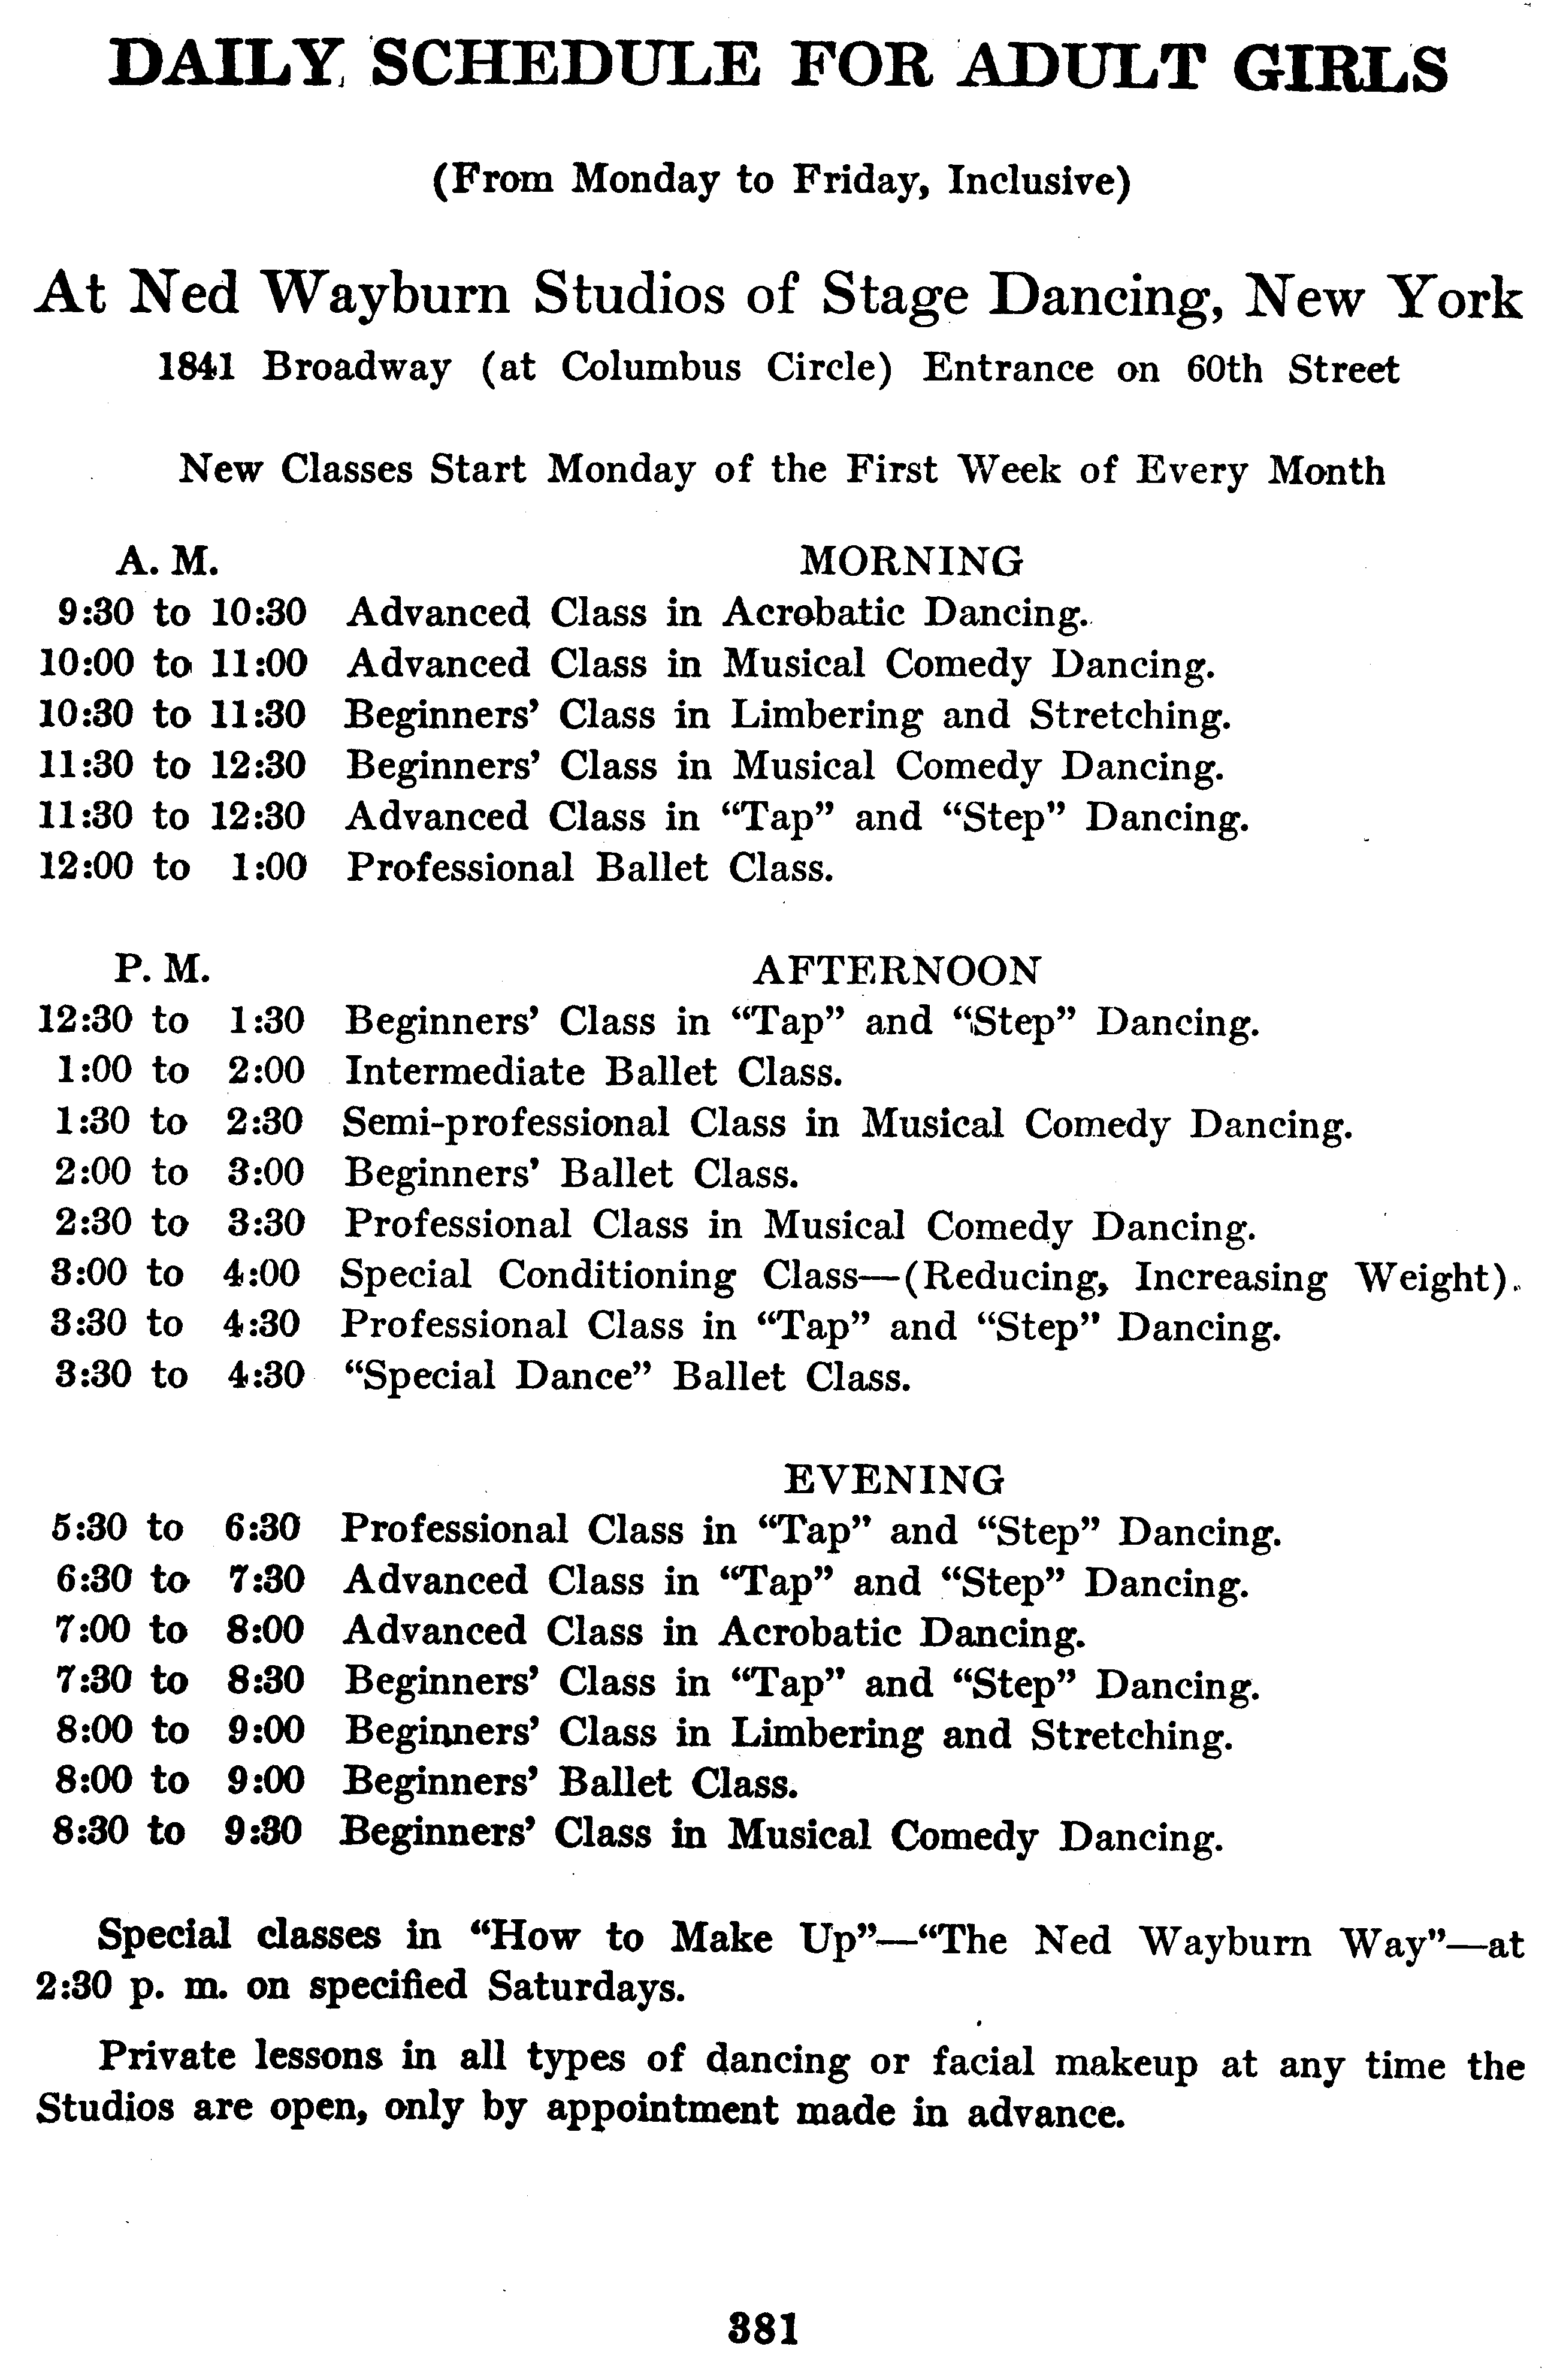 DAILY SCHEDULE FOR ADULT GIRLS
(From Monday to Friday, Inclusive)
At Ned Wayburn Studios of Stage Dancing, New York
1841 Broadway (at Columbus Circle) Entrance on 60th Street
New Classes Start Monday of the First Week of Every Month
A. M. MORNING
9:30 to 10:30 Advanced Class in Acrobatic Dancing.
10:00 to 11:00 Advanced Class in Musical Comedy Dancing.
10:30 to 11:30 Beginners’ Class in Limbering and Stretching.
11:30 to 12:30 Beginners’ Class in Musical Comedy Dancing.
11:30 to 12:30 Advanced Class in “Tap” and “Step” Dancing.
12:00 to 1:00 Professional Ballet Class.
P. M. AFTERNOON
12:30 to 1:30 Beginners’ Class in “Tap” and “Step” Dancing.
1:00 to 2:00 Intermediate Ballet Class.
1:30 to 2:30 Semi-professional Class in Musical Comedy Dancing.
2:00 to 3:00 Beginners’ Ballet Class.
2:30 to 3:30 Professional Class in Musical Comedy Dancing.
3:00 to 4:00 Special Conditioning Class—(Reducing, Increasing Weight).
3:30 to 4:30 Professional Class in “Tap” and “Step” Dancing.
3:30 to 4:30 “Special Dance” Ballet Class.
EVENING
5:30 to 6:30 Professional Class in “Tap” and “Step” Dancing.
6:30 to 7:30 Advanced Class in “Tap” and “Step” Dancing.
7:00 to 8:00 Advanced Class in Acrobatic Dancing.
7:30 to 8:30 Beginners’ Class in “Tap” and “Step” Dancing.
8:00 to 9:00 Beginners’ Class in Limbering and Stretching.
8:00 to 9:00 Beginners’ Ballet Class.
8:30 to 9:30 Beginners’ Class in Musical Comedy Dancing.
Special classes in “How to Make Up”—“The Ned Wayburn Way”—at
2:30 p. m. on specified Saturdays.
Private lessons in all types of dancing or facial makeup at any time the
Studios are open, only by appointment made in advance.
381